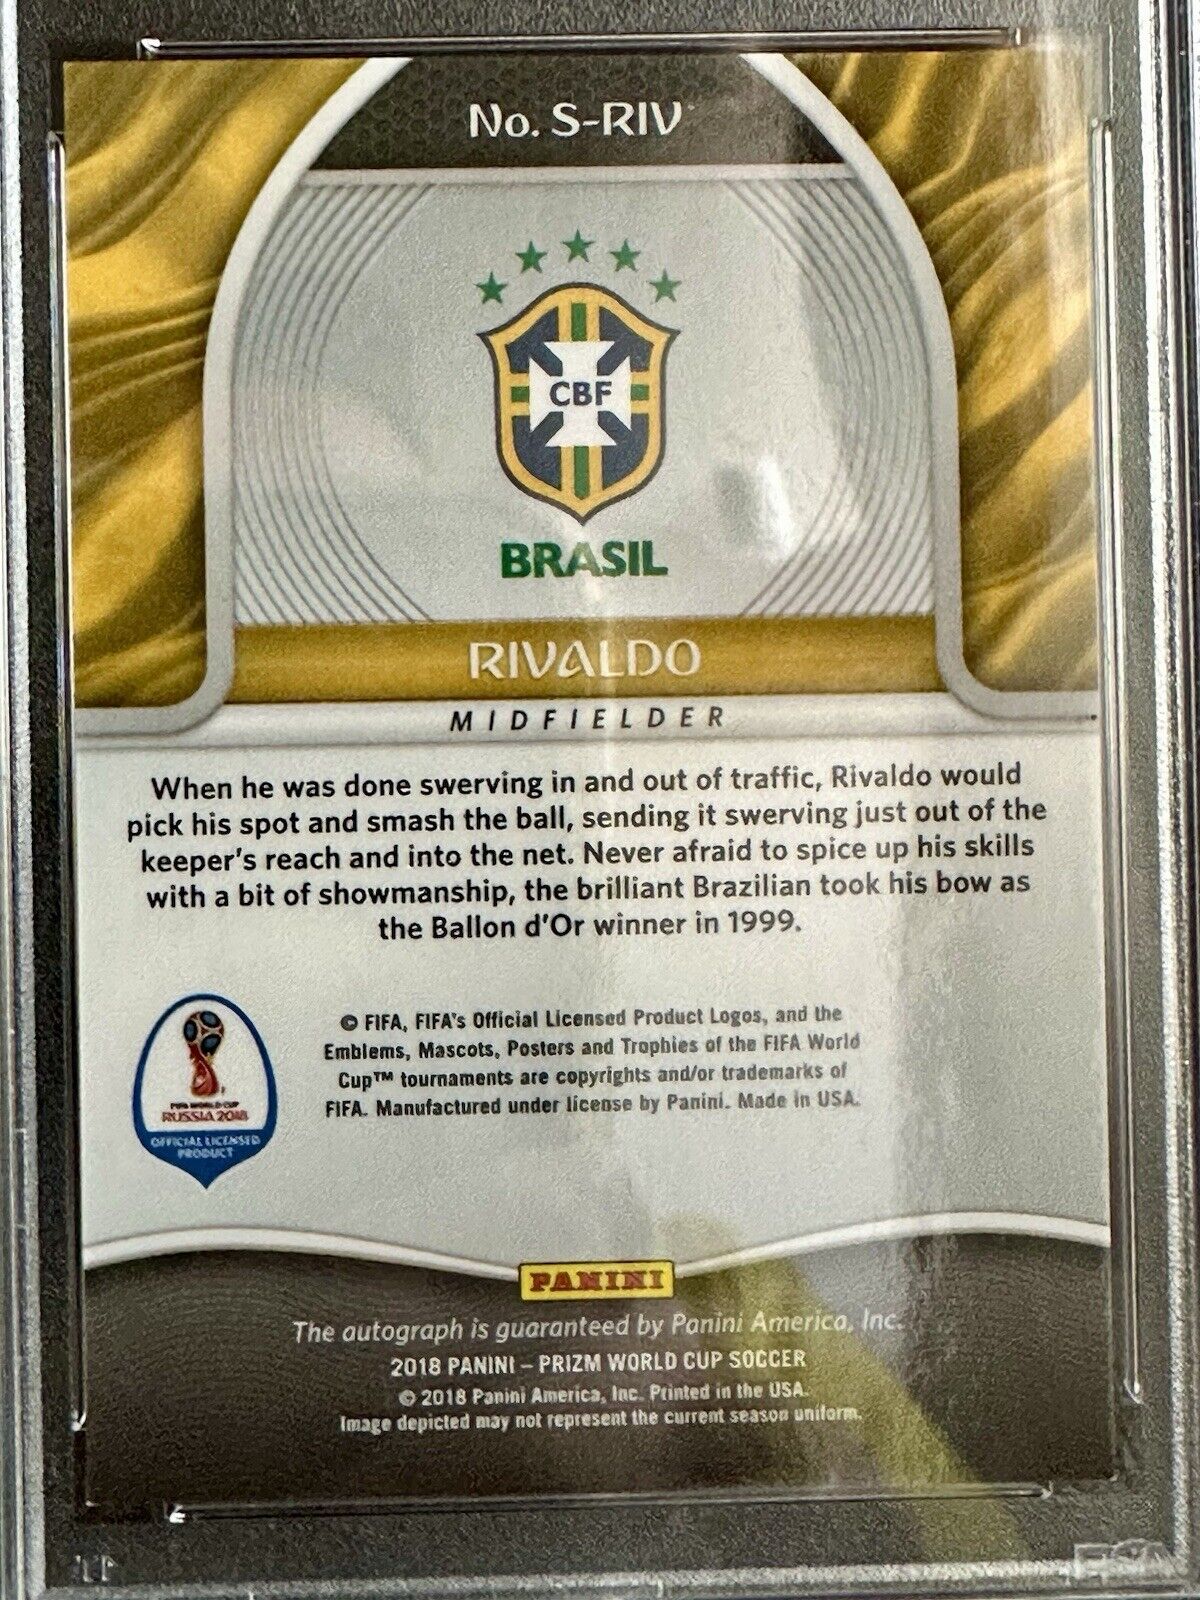 No. S-RIV
CBF
BRASIL
RIVALDO
MIDFIELDER
When he was done swerving in and out of traffic, Rivaldo would
pick his spot and smash the ball, sending it swerving just out of the
keeper's reach and into the net. Never afraid to spice up his skills
with a bit of showmanship, the brilliant Brazilian took his bow as
the Ballon d'Or winner in 1999.
© FIFA, FIFA's Official Licensed Product Logos, and the
Emblems, Mascots, Posters and Trophies of the FIFA World
Cup™ tournaments are copyrights and/or trademarks of
FIFA. Manufactured under license by Panini. Made in USA.
FIFA WORLD CUP
RUSSIA 2018
OFFICIAL LICENSED
PRODUCT
PANINI
The autograph is guaranteed by Panini America, Inc.
2018 PANINI – PRIZM WORLD CUP SOCCER
© 2018 Panini America, Inc. Printed in the USA.
Image depicted may not represent the current season uniform.